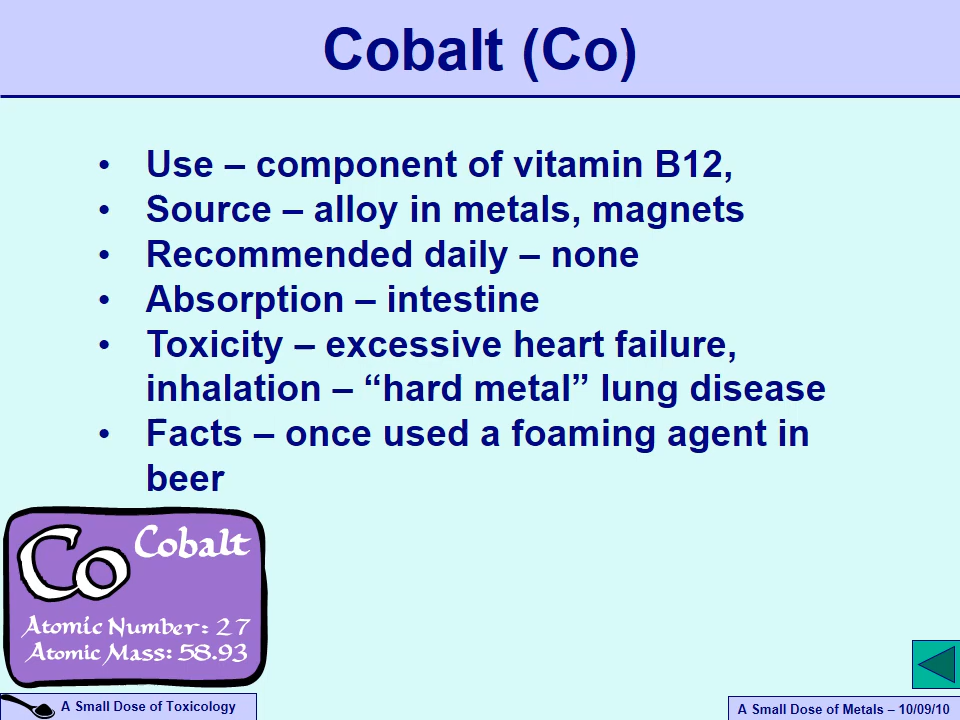 Cobalt (Co)
• Use – component of vitamin B12,
• Source – alloy in metals, magnets
• Recommended daily – none
• Absorption – intestine
• Toxicity – excessive heart failure,
inhalation – “hard metal” lung disease
• Facts – once used a foaming agent in
beer
Co Cobalt
Atomic Number: 27
Atomic Mass: 58.93
A Small Dose of Toxicology
A Small Dose of Metals – 10/09/10